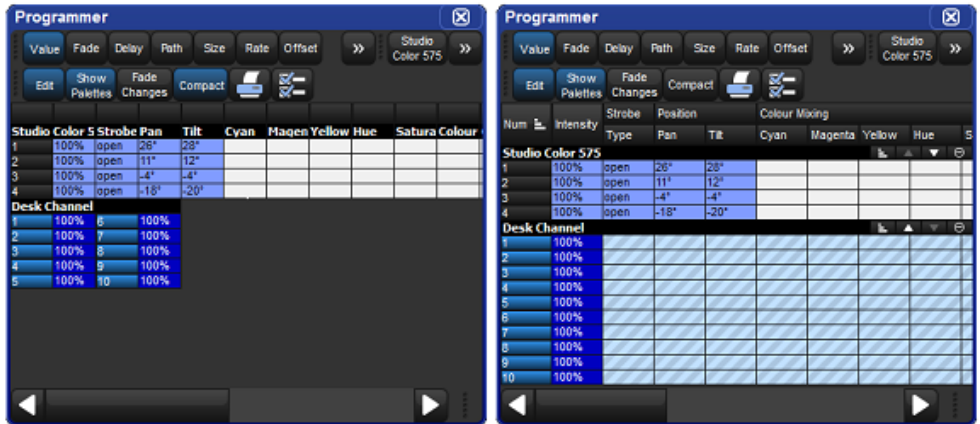 Programmer
Value Fade Delay Path Size Rate Offset » Studio Color 575 »
Edit Show Palettes Fade Changes Compact
Studio Color 5 Strobe Pan Tilt Cyan Magen Yellow Hue Satura Colour
1 100% open 26° 28°
2 100% open 11° 12°
3 100% open -4° -4°
4 100% open -18° -20°
Desk Channel
1 100% 6 100%
2 100% 7 100%
3 100% 8 100%
4 100% 9 100%
5 100% 10 100%
Programmer
Value Fade Delay Path Size Rate Offset » Studio Color 575 »
Edit Show Palettes Fade Changes Compact
Num Intensity Strobe Position Colour Mixing
Type Pan Tilt Cyan Magenta Yellow Hue S
Studio Color 575
1 100% open 26° 28°
2 100% open 11° 12°
3 100% open -4° -4°
4 100% open -18° -20°
Desk Channel
1 100%
2 100%
3 100%
4 100%
5 100%
6 100%
7 100%
8 100%
9 100%
10 100%